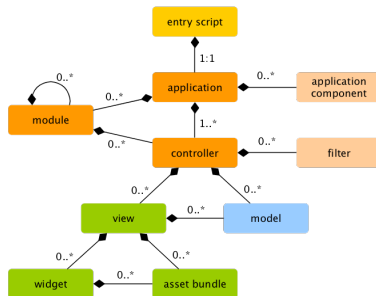 entry script
1:1
application
0..*
application
component
0..*
0..*
module
1..*
0..*
controller
0..*
filter
0..*
0..*
view
0..*
model
0..*
0..*
widget
0..*
asset bundle